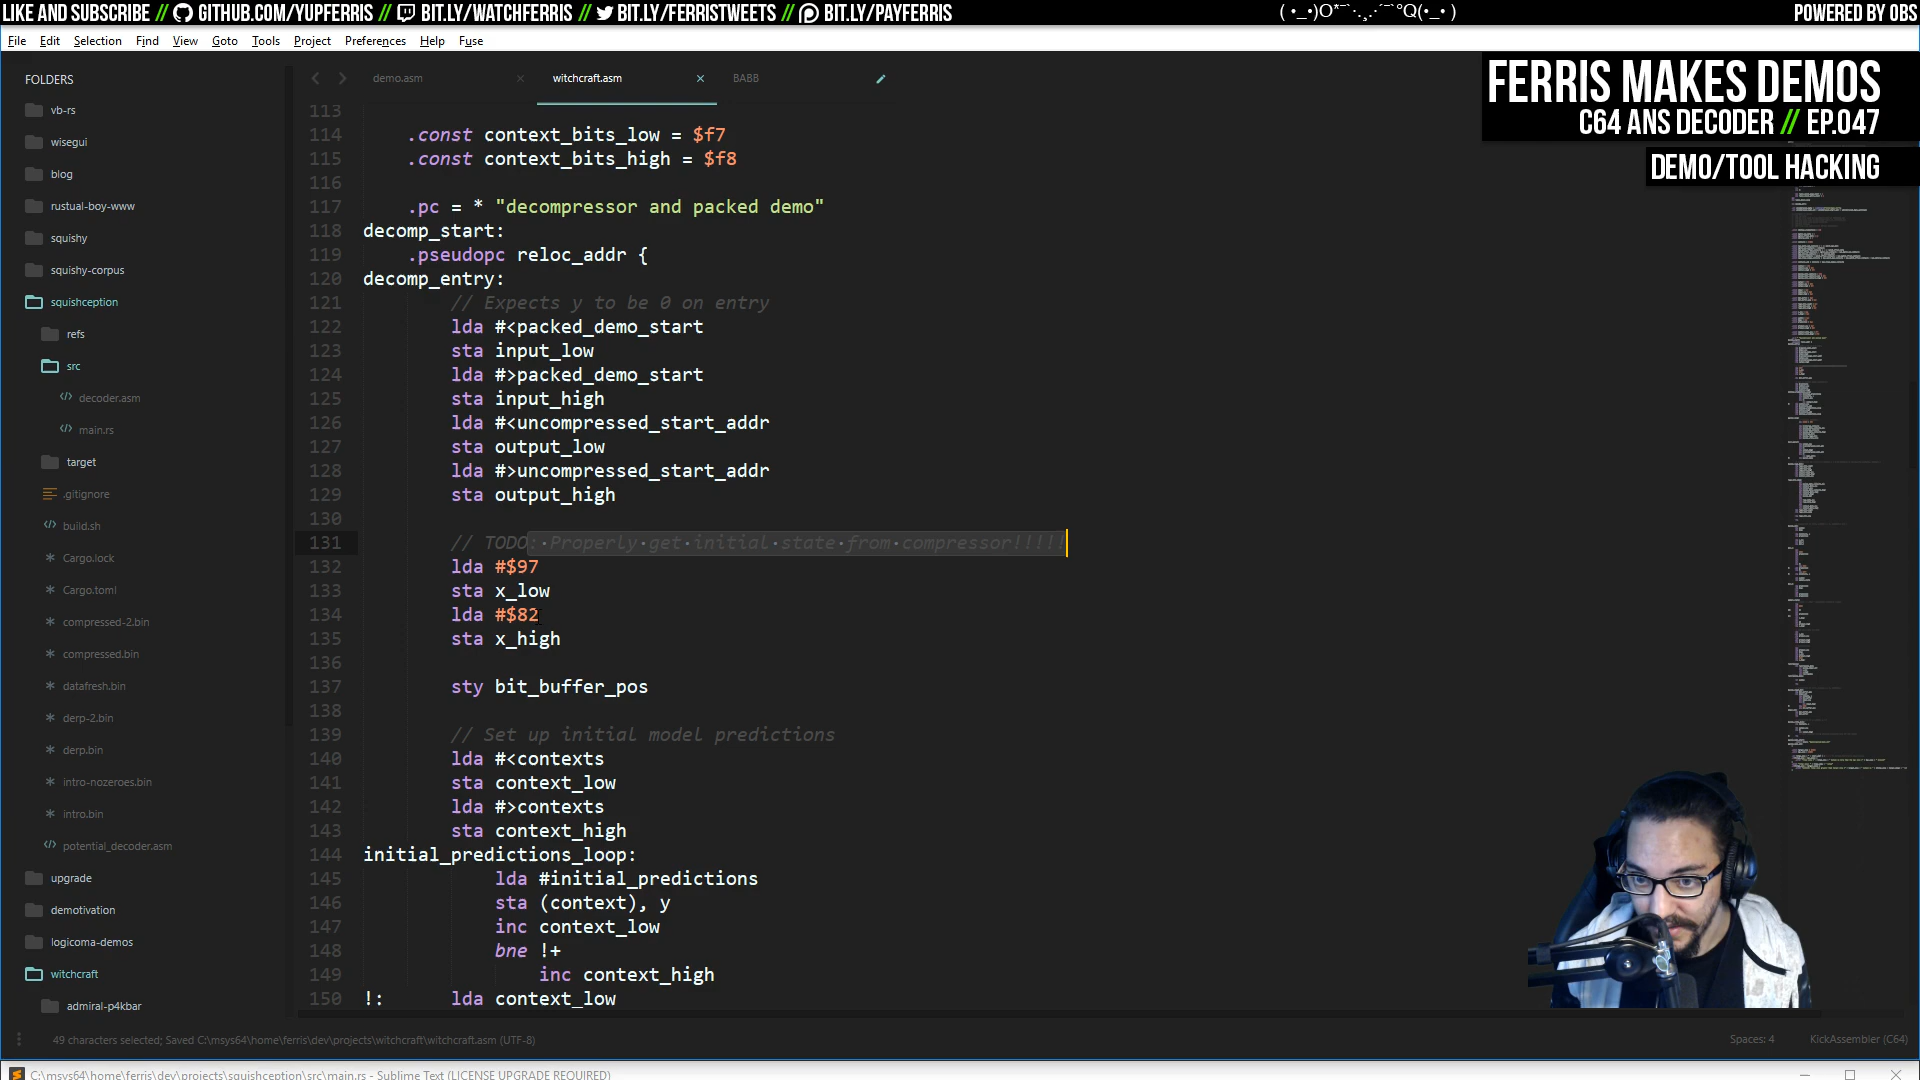 LIKE AND SUBSCRIBE // GITHUB.COM/YUPFERRIS // BIT.LY/WATCHFERRIS // BIT.LY/FERRISTWEETS // BIT.LY/PAYFERRIS
POWERED BY OBS
File Edit Selection Find View Goto Tools Project Preferences Help Fuse
FERRIS MAKES DEMOS
C64 ANS DECODER // EP.047
DEMO/TOOL HACKING
FOLDERS
vb-rs
wisegui
blog
rustual-boy-www
squishy
squishy-corpus
squishception
refs
src
decoder.asm
main.rs
target
.gitignore
build.sh
Cargo.lock
Cargo.toml
compressed-2.bin
compressed.bin
datafresh.bin
derp-2.bin
derp.bin
intro-nozeroes.bin
intro.bin
potential_decoder.asm
upgrade
demotivation
logicoma-demos
witchcraft
admiral-p4kbar
demo.asm
witchcraft.asm
BABB
113
114 .const context_bits_low = $f7
115 .const context_bits_high = $f8
116
117 .pc = * "decompressor and packed demo"
118 decomp_start:
119 .pseudopc reloc_addr {
120 decomp_entry:
121 // Expects y to be 0 on entry
122 lda #<packed_demo_start
123 sta input_low
124 lda #>packed_demo_start
125 sta input_high
126 lda #<uncompressed_start_addr
127 sta output_low
128 lda #>uncompressed_start_addr
129 sta output_high
130
131 // TODO: Properly get initial state from compressor!!!!!
132 lda #$97
133 sta x_low
134 lda #$82
135 sta x_high
136
137 sty bit_buffer_pos
138
139 // Set up initial model predictions
140 lda #<contexts
141 sta context_low
142 lda #>contexts
143 sta context_high
144 initial_predictions_loop:
145 lda #initial_predictions
146 sta (context), y
147 inc context_low
148 bne !+
149 inc context_high
150 !: lda context_low
49 characters selected; Saved C:\msys64\home\ferris\dev\projects\witchcraft\witchcraft.asm (UTF-8)
Spaces: 4
KickAssembler (C64)
C:\msys64\home\ferris\dev\projects\squishception\src\main.rs - Sublime Text (LICENSE UPGRADE REQUIRED)